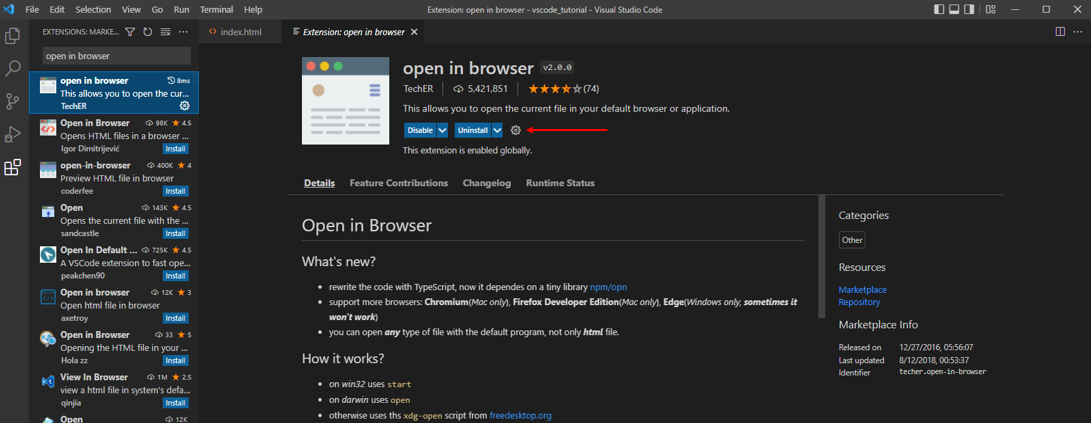 File Edit Selection View Go Run Terminal Help
Extension: open in browser - vscode_tutorial - Visual Studio Code
EXTENSIONS: MARKE...
index.html
Extension: open in browser
open in browser
open in browser 8ms
This allows you to open the cur...
TechER
Open in Browser 98K 4.5
Opens HTML files in a browser ...
Igor Dimitrijević Install
open-in-browser 400K 4
Preview HTML file in browser
coderfee Install
Open 143K 4.5
Opens the current file with the ...
sandcastle Install
Open In Default ... 725K 4.5
A VSCode extension to fast ope...
peakchen90 Install
Open in browser 12K 3
Open html file in browser
axetroy Install
Open in Browser 33 5
Opening the HTML file in your ...
Hola zz Install
View In Browser 1M 2.5
view a html file in system's defa...
qinjia Install
Open 12K
open in browser v2.0.0
TechER 5,421,851 (74)
This allows you to open the current file in your default browser or application.
Disable Uninstall
This extension is enabled globally.
Details Feature Contributions Changelog Runtime Status
Open in Browser
What's new?
rewrite the code with TypeScript, now it dependes on a tiny library npm/opn
support more browsers: Chromium(Mac only), Firefox Developer Edition(Mac only), Edge(Windows only, sometimes it
won't work)
you can open any type of file with the default program, not only html file.
How it works?
on win32 uses start
on darwin uses open
otherwise uses ths xdg-open script from freedesktop.org
Categories
Other
Resources
Marketplace
Repository
Marketplace Info
Released on 12/27/2016, 05:56:07
Last updated 8/12/2018, 00:53:37
Identifier techer.open-in-browser